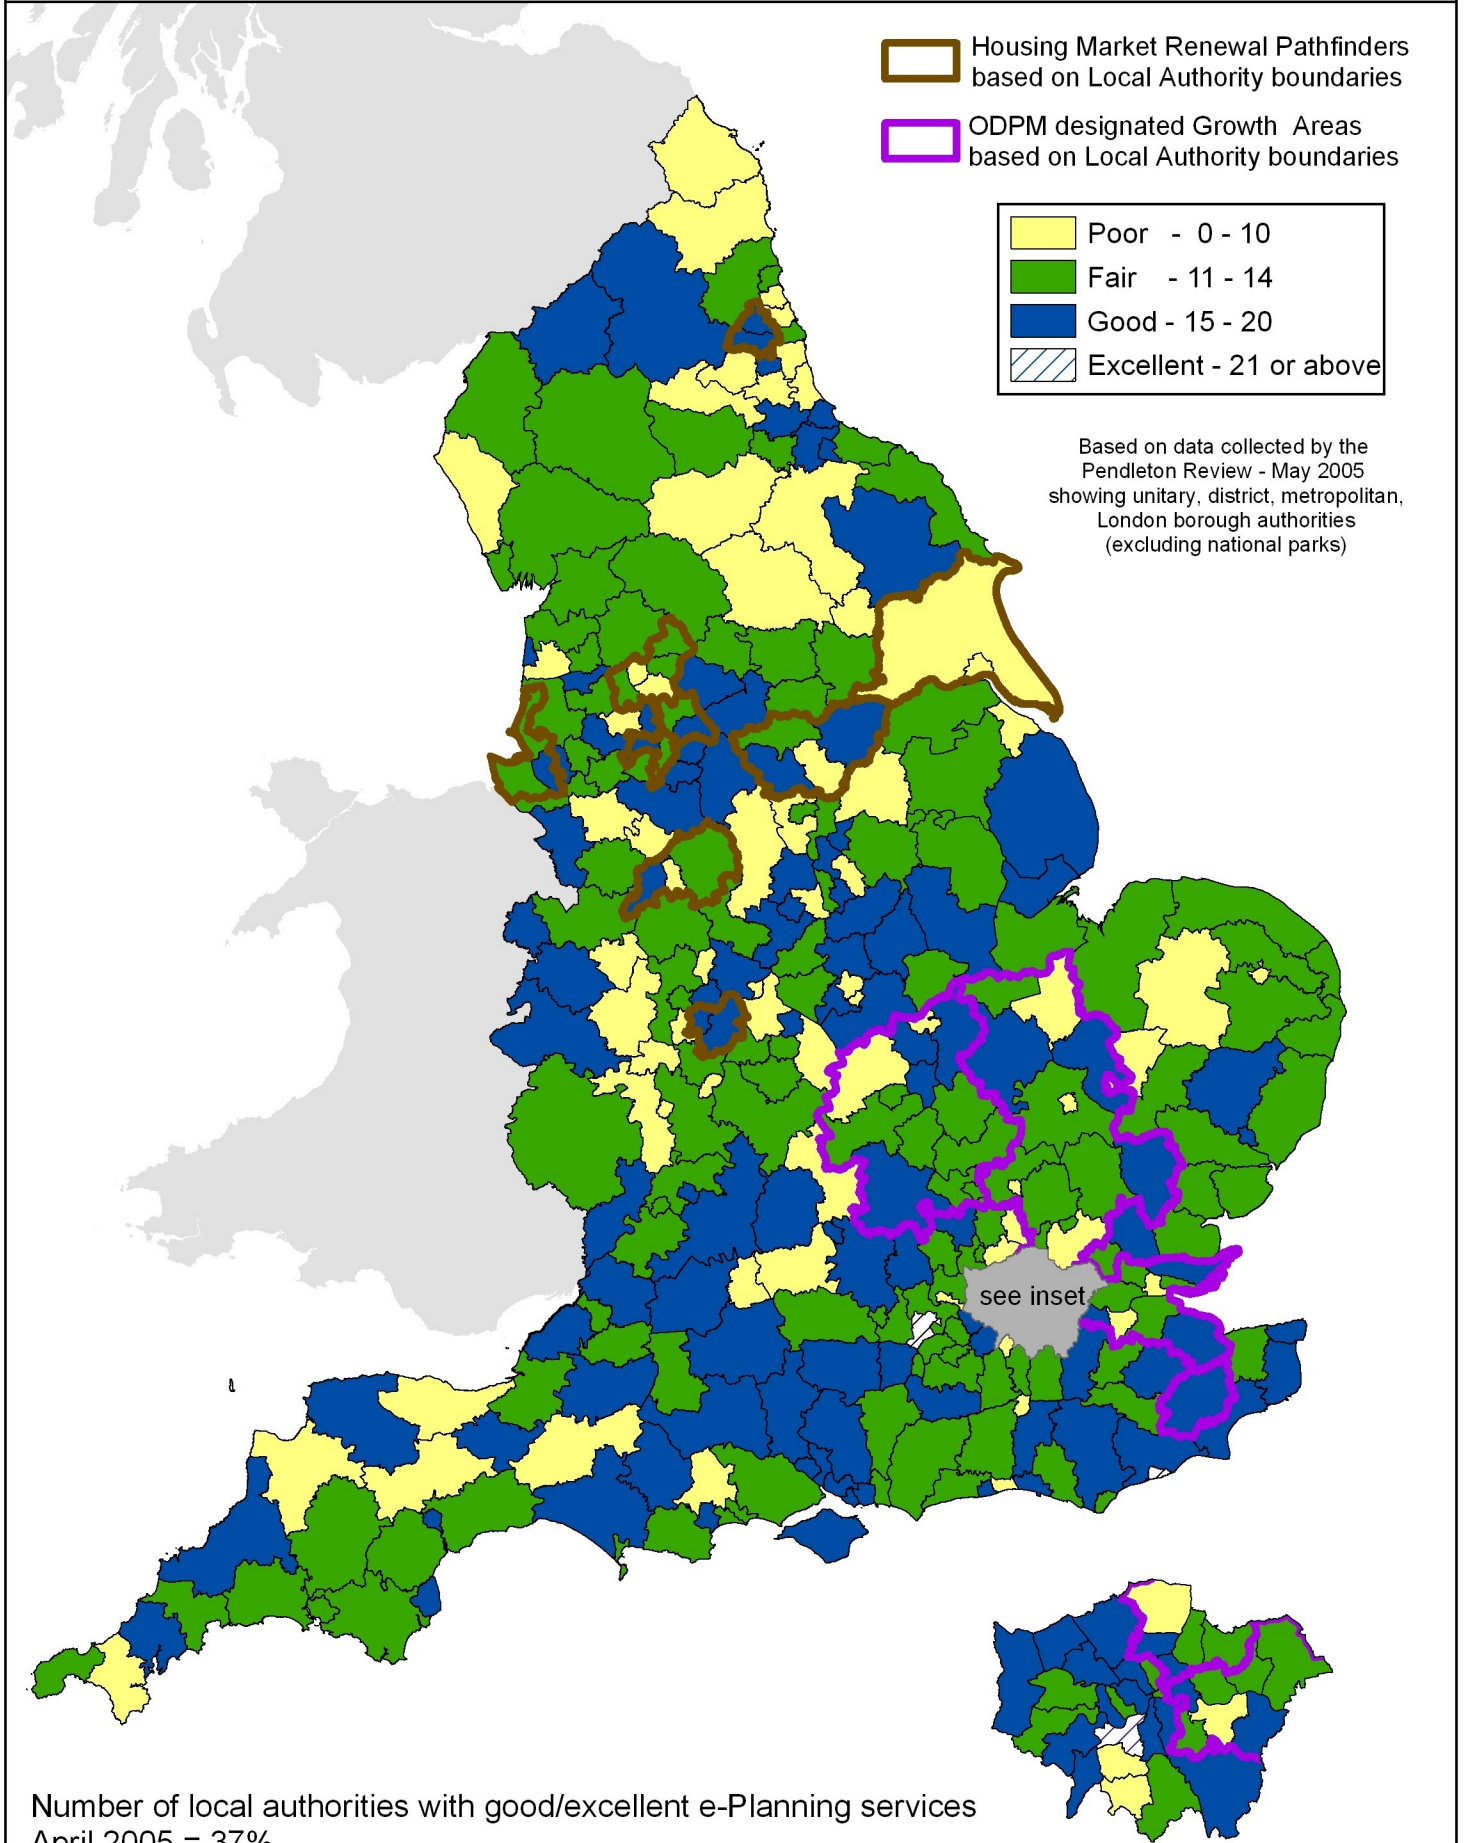 Housing Market Renewal Pathfinders
based on Local Authority boundaries
ODPM designated Growth Areas
based on Local Authority boundaries
Poor - 0 - 10
Fair - 11 - 14
Good - 15 - 20
Excellent - 21 or above
Based on data collected by the
Pendleton Review - May 2005
showing unitary, district, metropolitan,
London borough authorities
(excluding national parks)
see inset
Number of local authorities with good/excellent e-Planning services
April 2005 = 37%